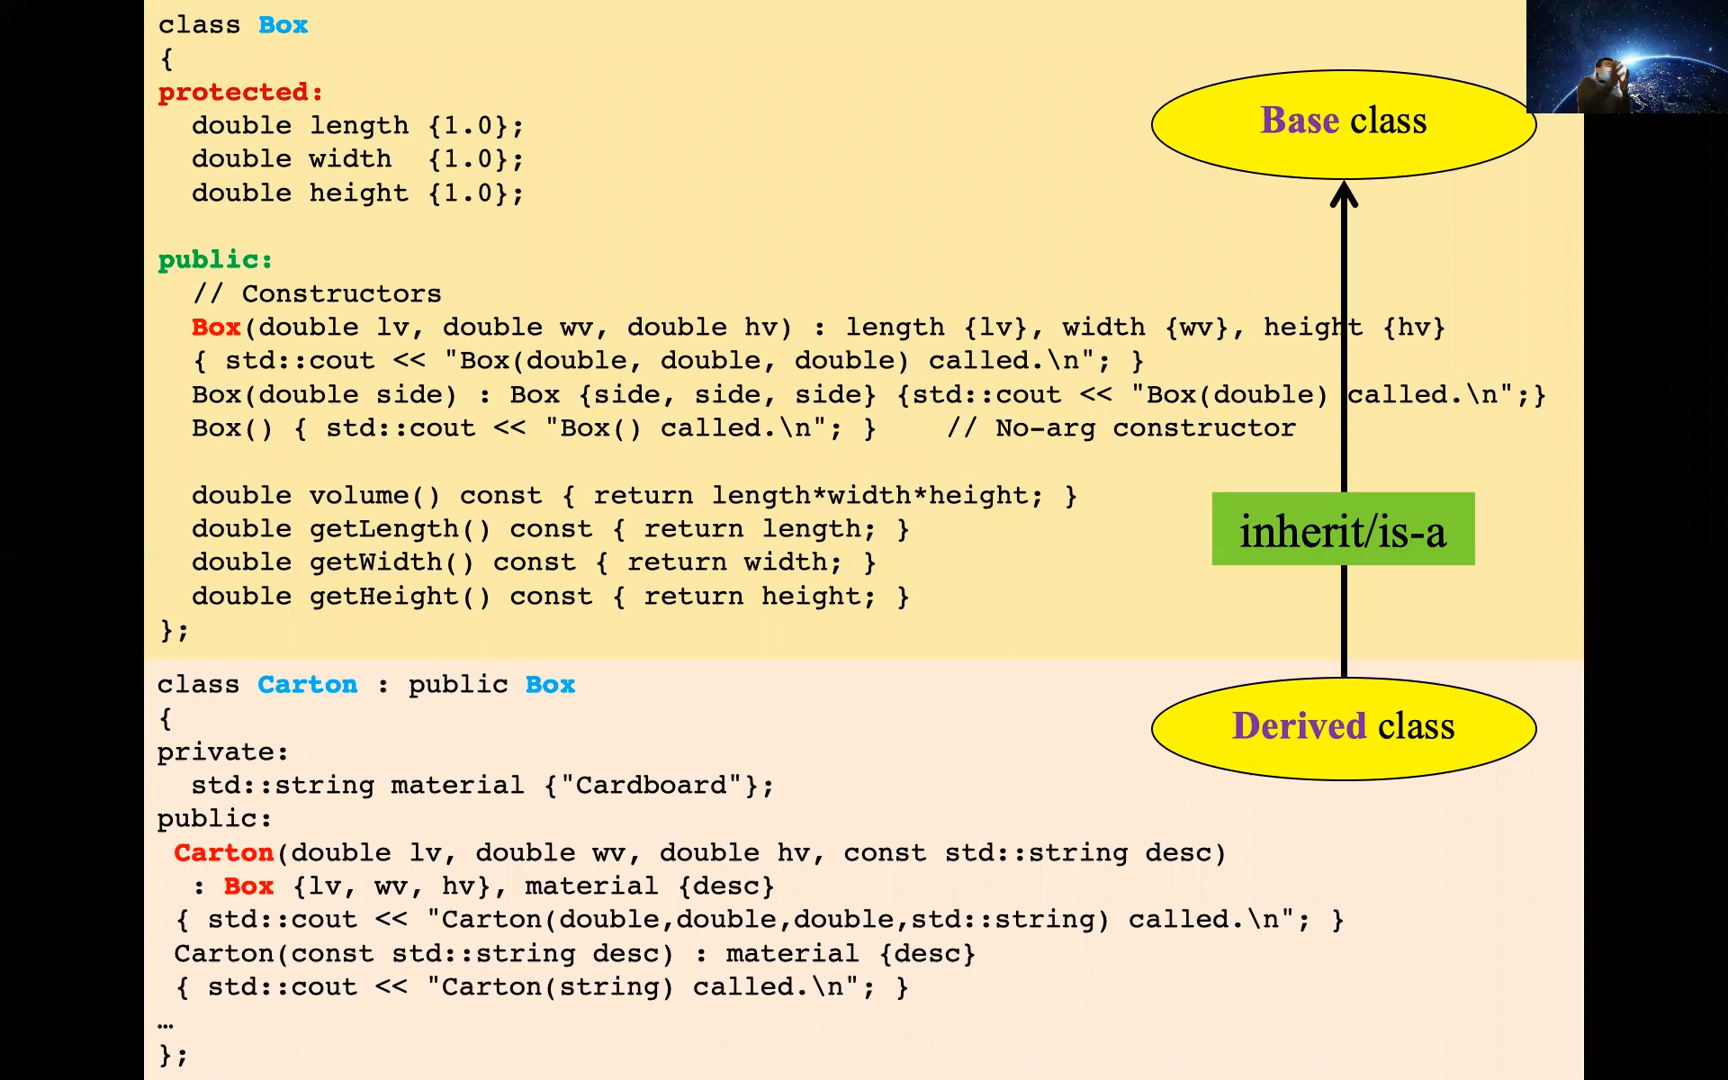 class Box
{
protected:
  double length {1.0};
  double width  {1.0};
  double height {1.0};
public:
  // Constructors
  Box(double lv, double wv, double hv) : length {lv}, width {wv}, height {hv}
  { std::cout << "Box(double, double, double) called.\n"; }
  Box(double side) : Box {side, side, side} {std::cout << "Box(double) called.\n";}
  Box() { std::cout << "Box() called.\n"; }    // No-arg constructor
  double volume() const { return length*width*height; }
  double getLength() const { return length; }
  double getWidth() const { return width; }
  double getHeight() const { return height; }
};
class Carton : public Box
{
private:
  std::string material {"Cardboard"};
public:
 Carton(double lv, double wv, double hv, const std::string desc)
  : Box {lv, wv, hv}, material {desc}
 { std::cout << "Carton(double,double,double,std::string) called.\n"; }
 Carton(const std::string desc) : material {desc}
 { std::cout << "Carton(string) called.\n"; }
…
};
Base class
inherit/is-a
Derived class